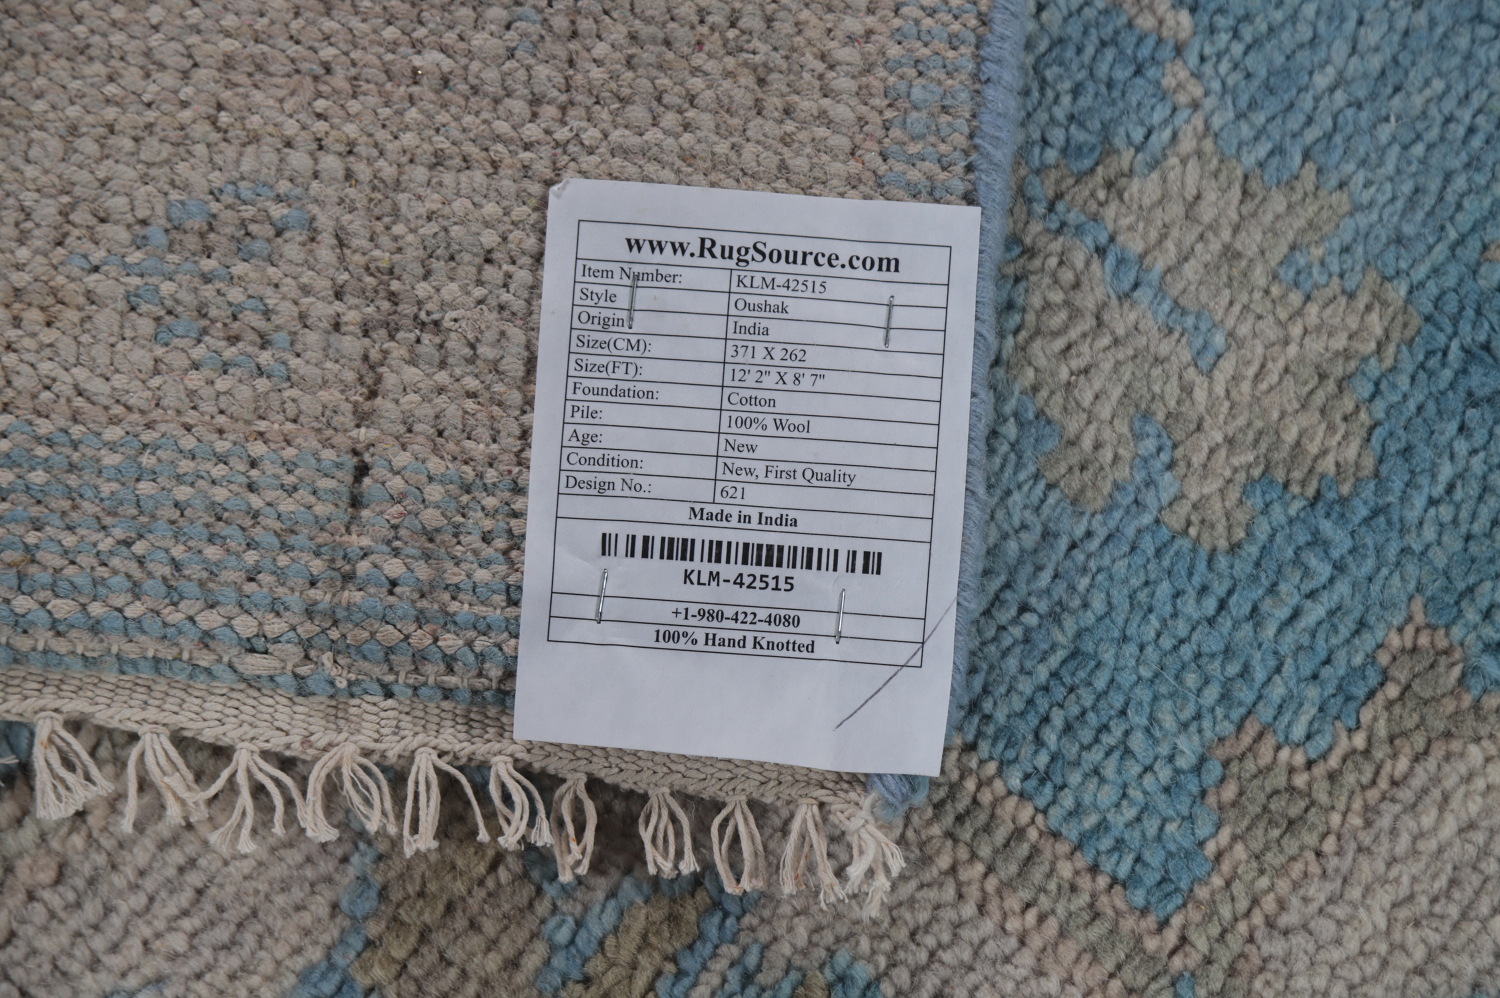 www.RugSource.com
Item Number: KLM-42515
Style Oushak
Origin: India
Size(CM): 371 X 262
Size(FT): 12' 2" X 8' 7"
Foundation: Cotton
Pile: 100% Wool
Age: New
Condition: New, First Quality
Design No.: 621
Made in India
KLM-42515
+1-980-422-4080
100% Hand Knotted